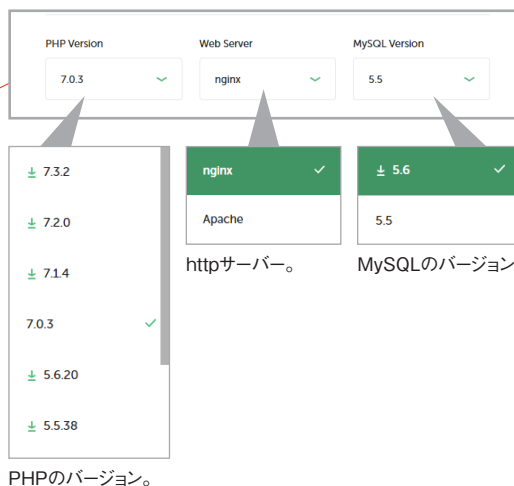 PHP Version Web Server MySQL Version
7.0.3 nginx 5.5
7.3.2
7.2.0
7.1.4
7.0.3
5.6.20
5.5.38
PHPのバージョン。
nginx
Apache
httpサーバー。
5.6
5.5
MySQLのバージョン